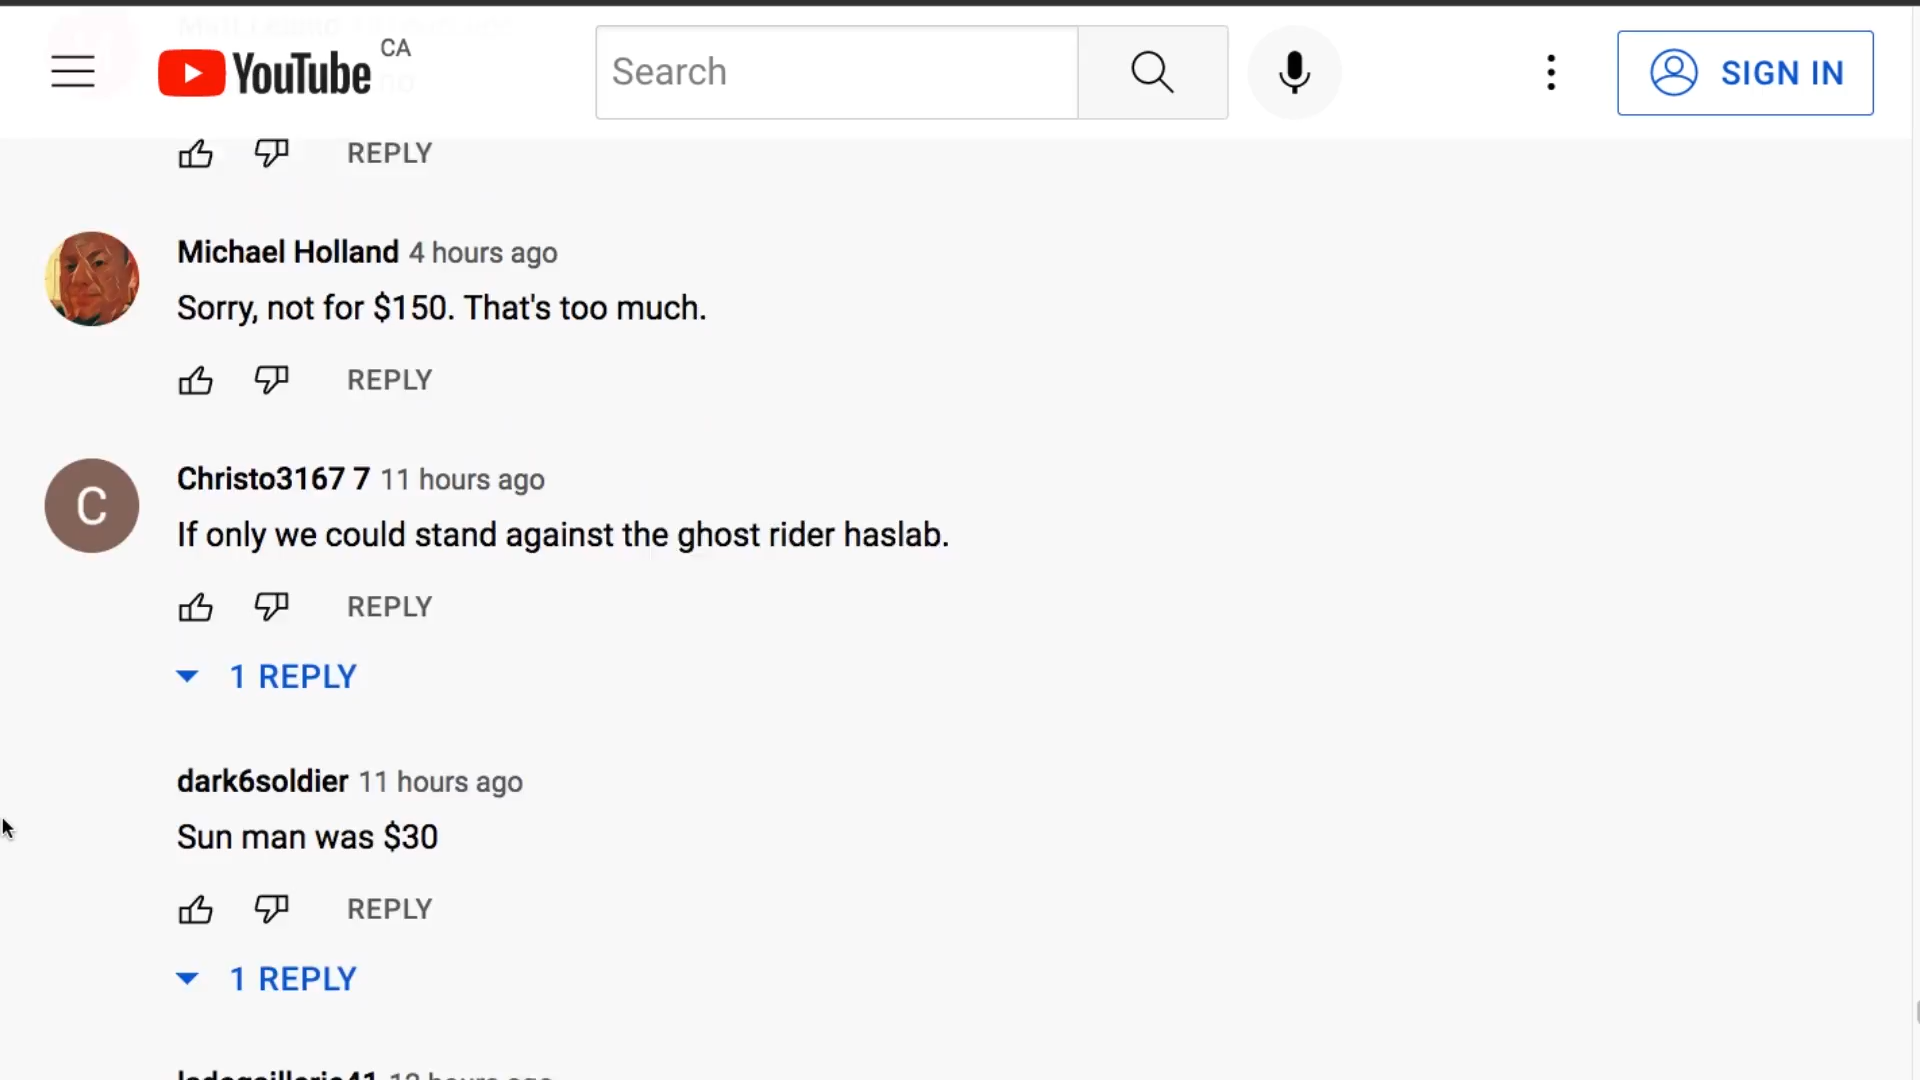 YouTube CA
Search
SIGN IN
REPLY
Michael Holland 4 hours ago
Sorry, not for $150. That's too much.
REPLY
C
Christo3167 7 11 hours ago
If only we could stand against the ghost rider haslab.
REPLY
1 REPLY
dark6soldier 11 hours ago
Sun man was $30
REPLY
1 REPLY